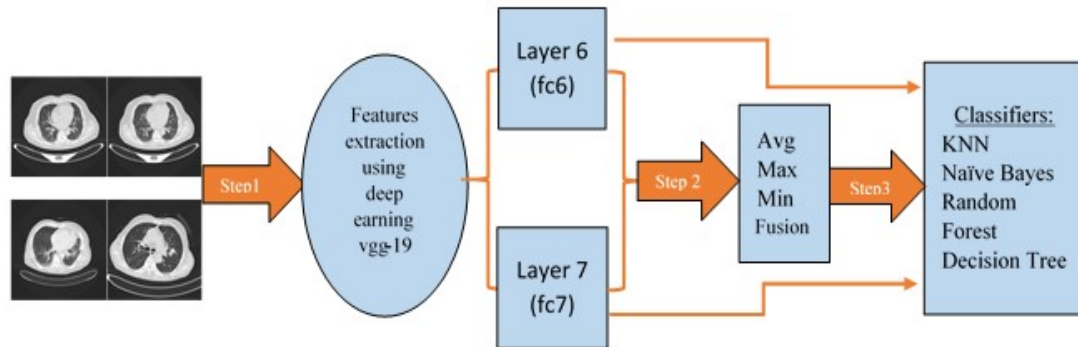 Step1
Features
extraction
using
deep
earning
vgg-19
Layer 6
(fc6)
Layer 7
(fc7)
Step 2
Avg
Max
Min
Fusion
Step3
Classifiers:
KNN
Naïve Bayes
Random
Forest
Decision Tree